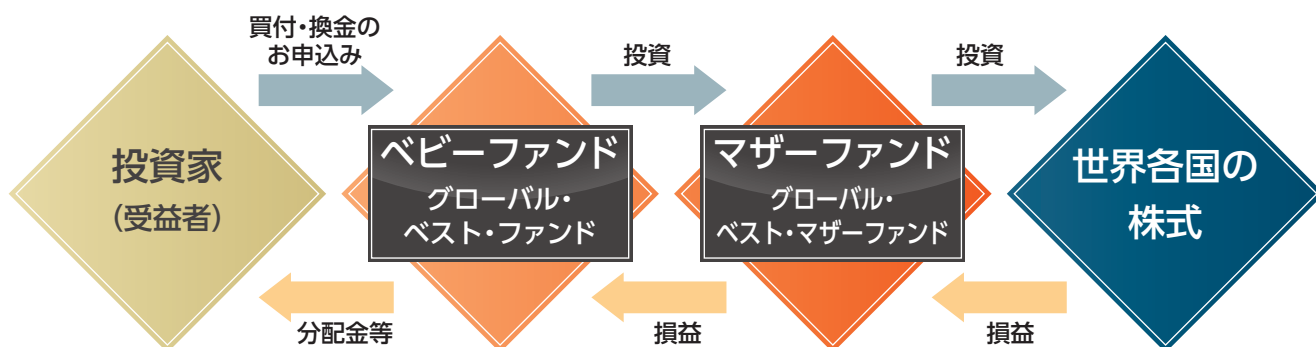 買付・換金の
お申込み
投資
投資
投資家
(受益者)
ベビーファンド
グローバル・
ベスト・ファンド
マザーファンド
グローバル・
ベスト・マザーファンド
世界各国の
株式
分配金等
損益
損益